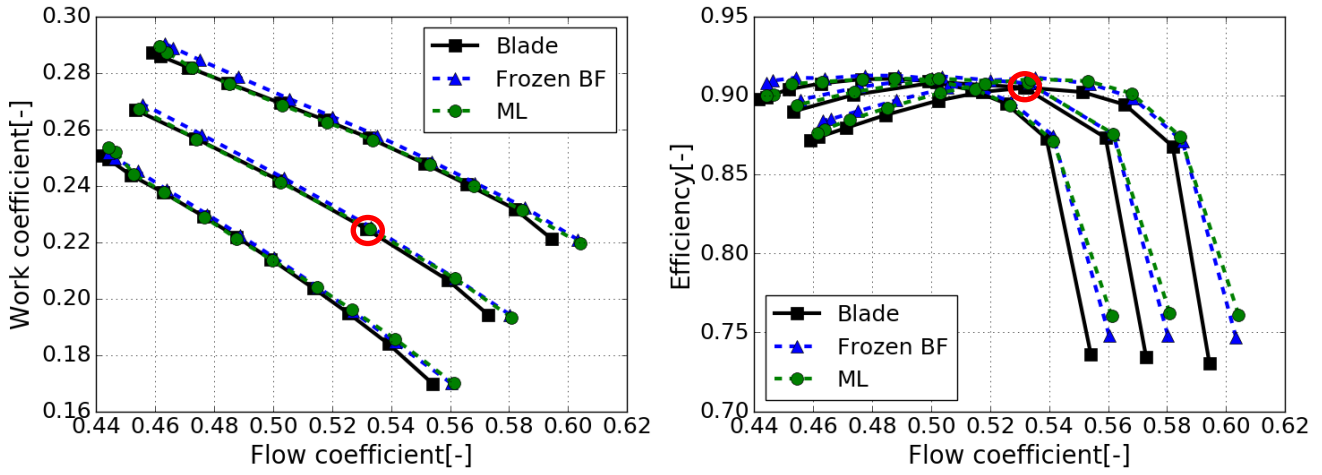 0.30
0.28
0.26
0.24
0.22
0.20
0.18
0.16
Work coefficient[-]
Blade
Frozen BF
ML
0.44 0.46 0.48 0.50 0.52 0.54 0.56 0.58 0.60 0.62
Flow coefficient[-]
0.95
0.90
0.85
0.80
0.75
0.70
Efficiency[-]
Blade
Frozen BF
ML
0.44 0.46 0.48 0.50 0.52 0.54 0.56 0.58 0.60 0.62
Flow coefficient[-]